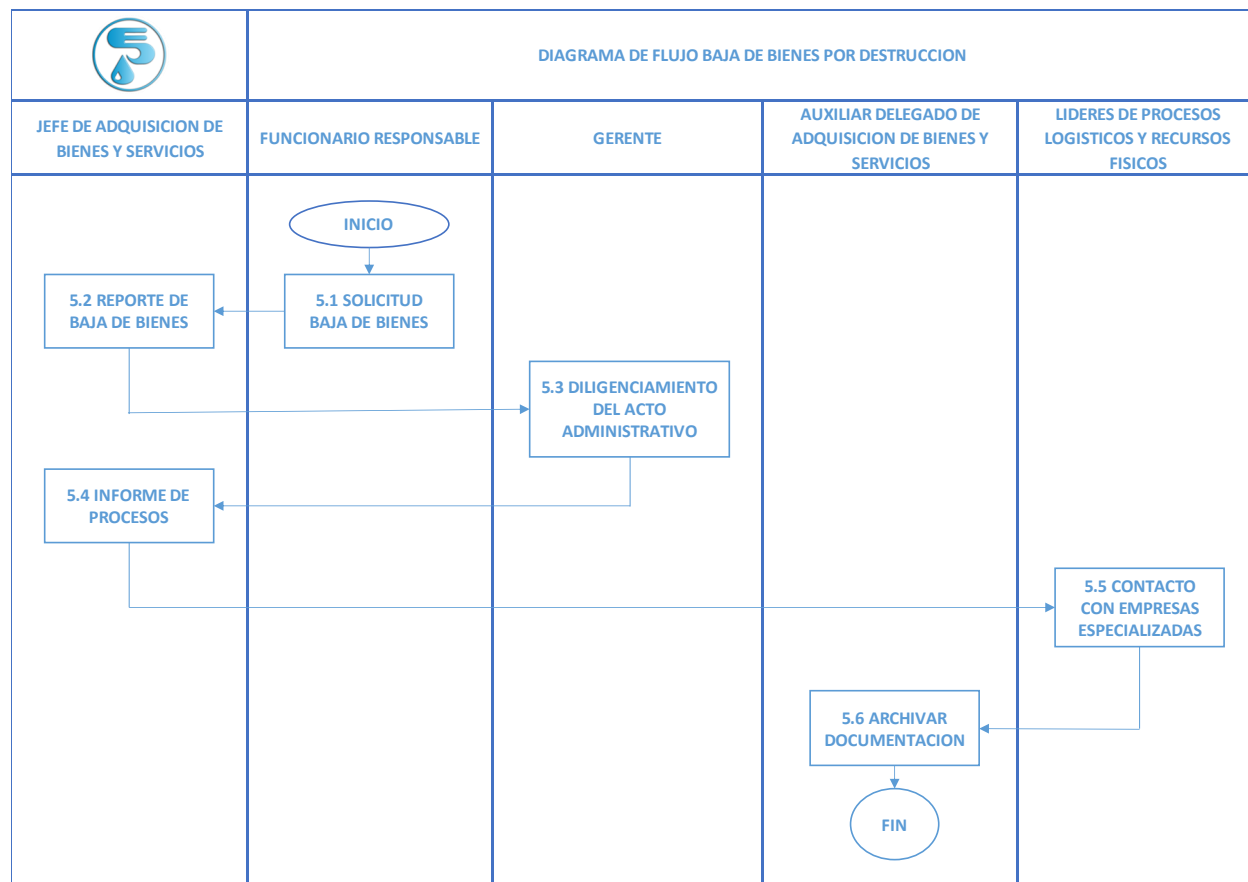 DIAGRAMA DE FLUJO BAJA DE BIENES POR DESTRUCCION
JEFE DE ADQUISICION DE
BIENES Y SERVICIOS
FUNCIONARIO RESPONSABLE
GERENTE
AUXILIAR DELEGADO DE
ADQUISICION DE BIENES Y
SERVICIOS
LIDERES DE PROCESOS
LOGISTICOS Y RECURSOS
FISICOS
INICIO
5.1 SOLICITUD
BAJA DE BIENES
5.2 REPORTE DE
BAJA DE BIENES
5.3 DILIGENCIAMIENTO
DEL ACTO
ADMINISTRATIVO
5.4 INFORME DE
PROCESOS
5.5 CONTACTO
CON EMPRESAS
ESPECIALIZADAS
5.6 ARCHIVAR
DOCUMENTACION
FIN